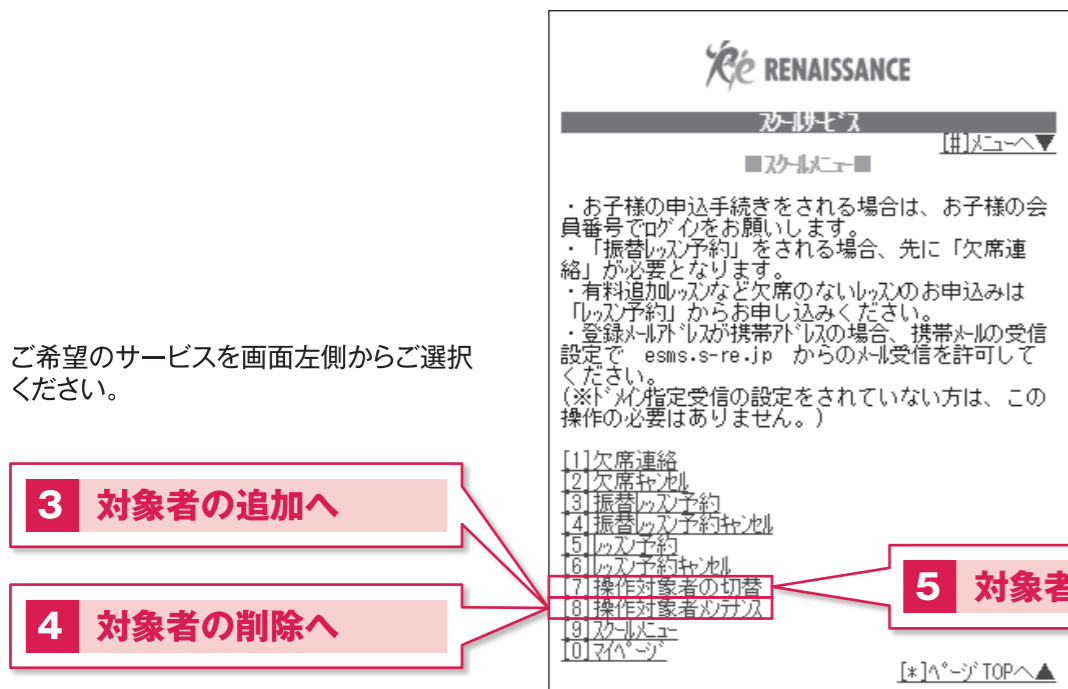 ご希望のサービスを画面左側からご選択
ください。
3 対象者の追加へ
4 対象者の削除へ
RENAISSANCE
ｽｸｰﾙｻｰﾋﾞｽ
[#]ﾒﾆｭｰへ▼
■ｽｸｰﾙﾒﾆｭｰ■
・お子様の申込手続きをされる場合は、お子様の会
員番号でﾛｸﾞｲﾝをお願いします。
・「振替ﾚｯｽﾝ予約」をされる場合、先に「欠席連
絡」が必要となります。
・有料追加ﾚｯｽﾝなど欠席のないﾚｯｽﾝのお申込みは
「ﾚｯｽﾝ予約」からお申し込みください。
・登録ﾒｰﾙｱﾄﾞﾚｽが携帯ｱﾄﾞﾚｽの場合、携帯ﾒｰﾙの受信
設定で　esms.s-re.jp　からのﾒｰﾙ受信を許可して
ください。
(※ﾄﾞﾒｲﾝ指定受信の設定をされていない方は、この
操作の必要はありません。)
[1]欠席連絡
[2]欠席ｷｬﾝｾﾙ
[3]振替ﾚｯｽﾝ予約
[4]振替ﾚｯｽﾝ予約ｷｬﾝｾﾙ
[5]ﾚｯｽﾝ予約
[6]ﾚｯｽﾝ予約ｷｬﾝｾﾙ
[7]操作対象者の切替
[8]操作対象者ﾒﾝﾃﾅﾝｽ
[9]ｽｸｰﾙﾒﾆｭｰ
[0]ﾏｲﾍﾟｰｼﾞ
5 対象者
[*]ﾍﾟｰｼﾞTOPへ▲